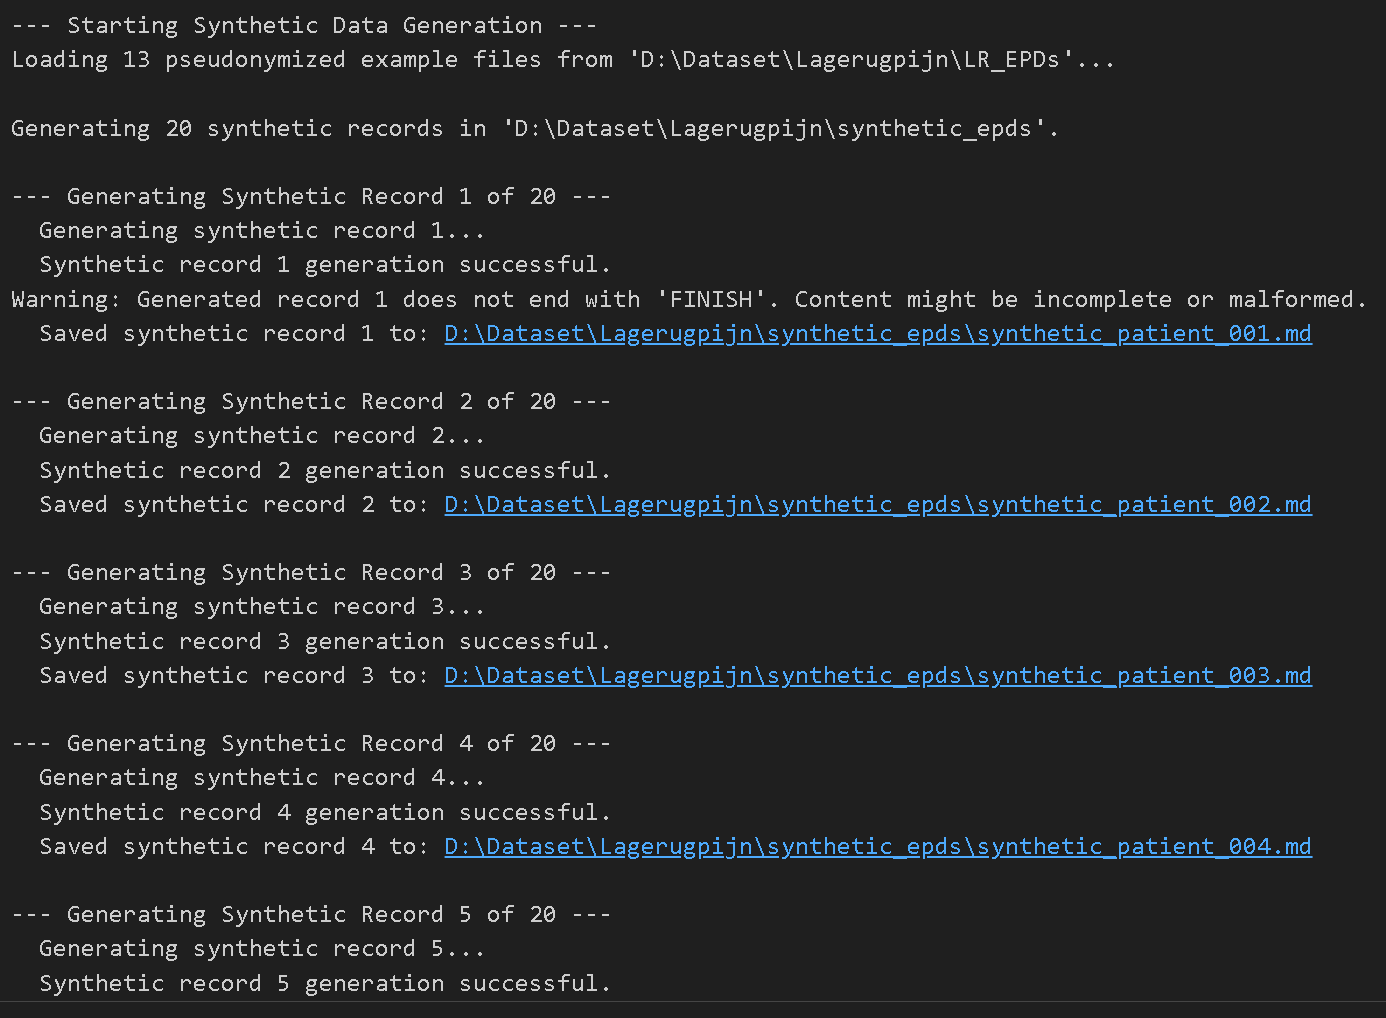 --- Starting Synthetic Data Generation ---
Loading 13 pseudonymized example files from 'D:\Dataset\Lagerugpijn\LR_EPDs'...
Generating 20 synthetic records in 'D:\Dataset\Lagerugpijn\synthetic_epds'.
--- Generating Synthetic Record 1 of 20 ---
Generating synthetic record 1...
Synthetic record 1 generation successful.
Warning: Generated record 1 does not end with 'FINISH'. Content might be incomplete or malformed.
Saved synthetic record 1 to: D:\Dataset\Lagerugpijn\synthetic_epds\synthetic_patient_001.md
--- Generating Synthetic Record 2 of 20 ---
Generating synthetic record 2...
Synthetic record 2 generation successful.
Saved synthetic record 2 to: D:\Dataset\Lagerugpijn\synthetic_epds\synthetic_patient_002.md
--- Generating Synthetic Record 3 of 20 ---
Generating synthetic record 3...
Synthetic record 3 generation successful.
Saved synthetic record 3 to: D:\Dataset\Lagerugpijn\synthetic_epds\synthetic_patient_003.md
--- Generating Synthetic Record 4 of 20 ---
Generating synthetic record 4...
Synthetic record 4 generation successful.
Saved synthetic record 4 to: D:\Dataset\Lagerugpijn\synthetic_epds\synthetic_patient_004.md
--- Generating Synthetic Record 5 of 20 ---
Generating synthetic record 5...
Synthetic record 5 generation successful.